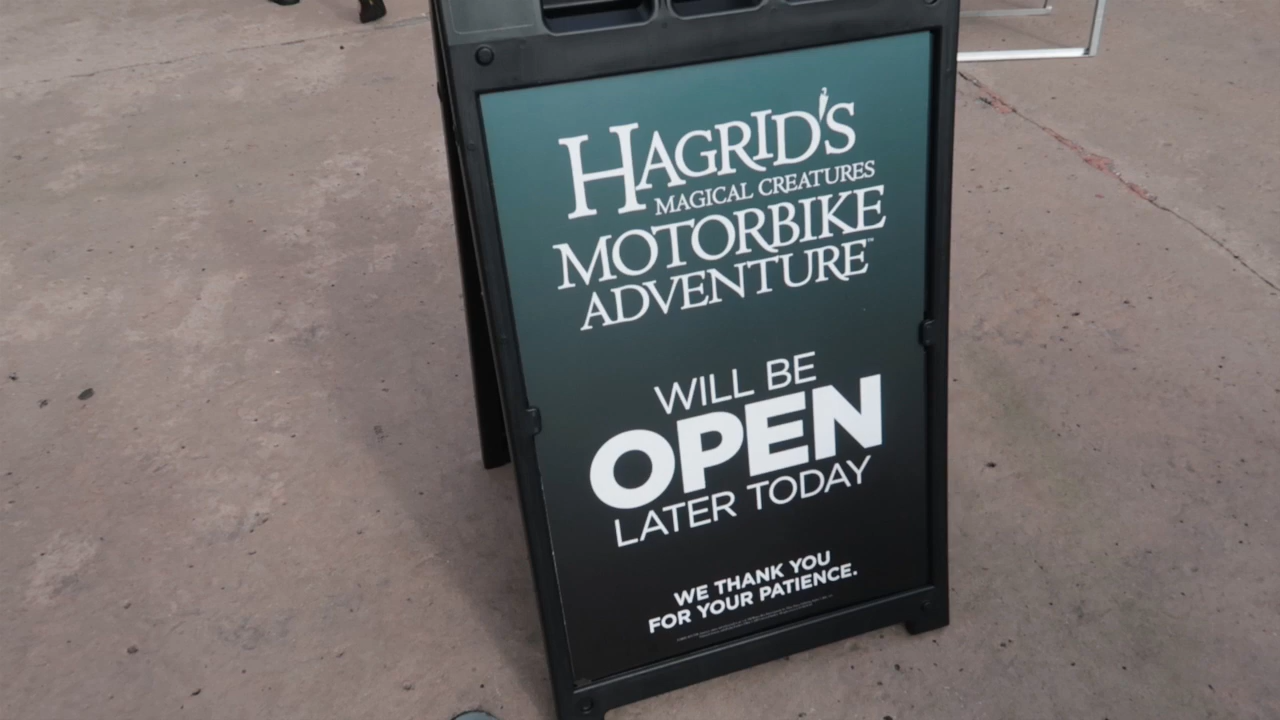 HAGRID'S
MAGICAL CREATURES
MOTORBIKE
ADVENTURE™
WILL BE
OPEN
LATER TODAY
WE THANK YOU
FOR YOUR PATIENCE.